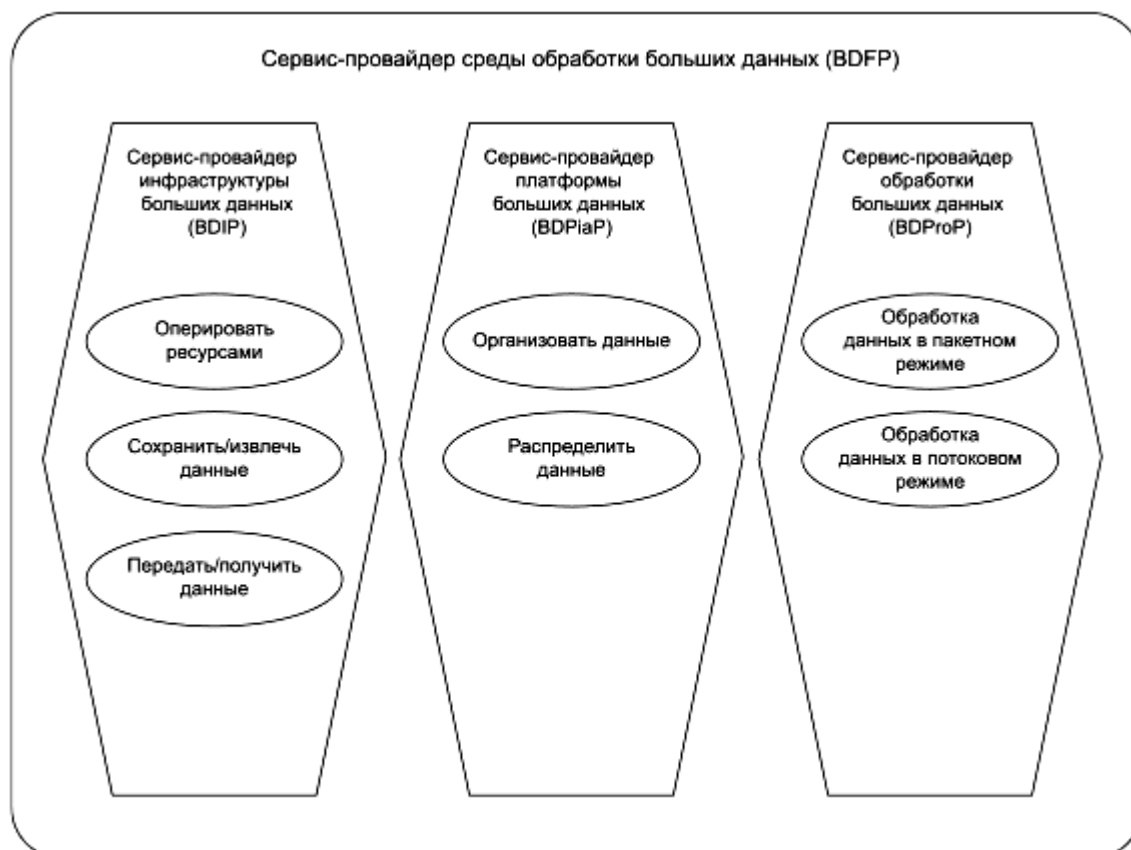 Сервис-провайдер среды обработки больших данных (BDFP)
Сервис-провайдер
инфраструктуры
больших данных
(BDIP)
Оперировать
ресурсами
Сохранить/извлечь
данные
Передать/получить
данные
Сервис-провайдер
платформы
больших данных
(BDPlaP)
Организовать данные
Распределить
данные
Сервис-провайдер
обработки
больших данных
(BDProP)
Обработка
данных в пакетном
режиме
Обработка
данных в потоковом
режиме